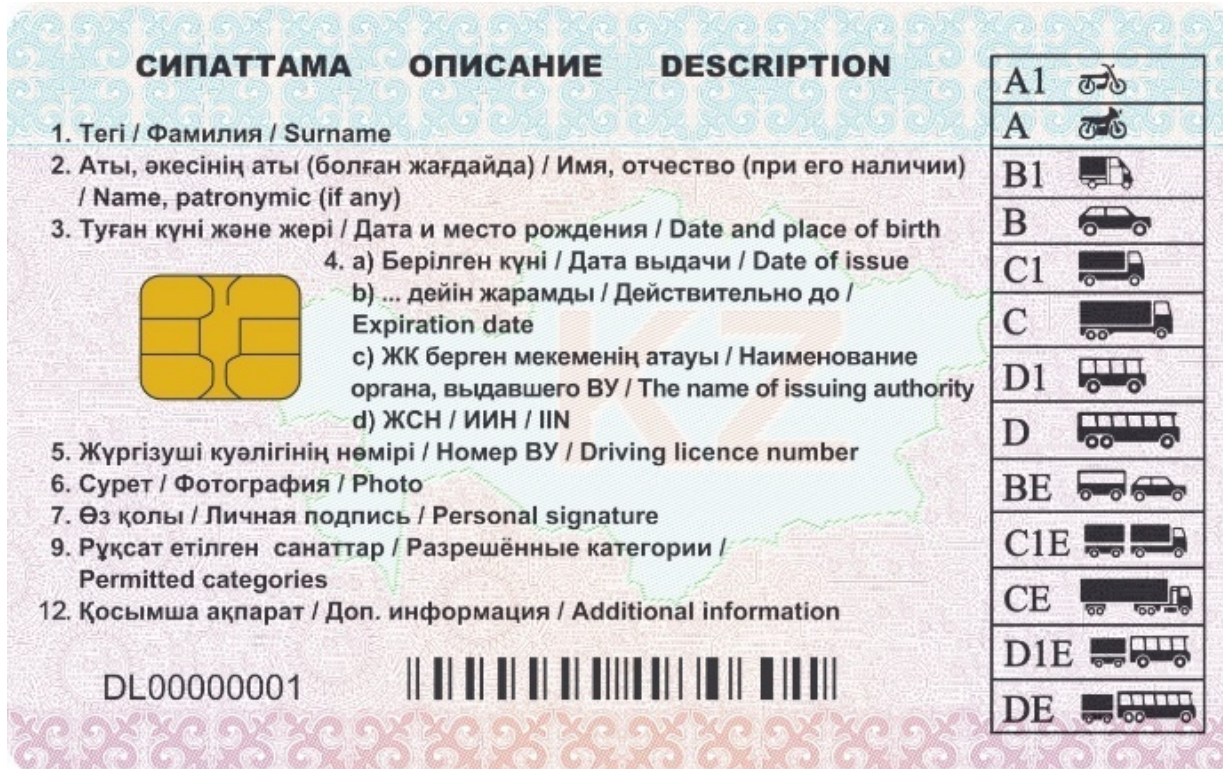 СИПАТТАМА ОПИСАНИЕ DESCRIPTION
1. Тегі / Фамилия / Surname
2. Аты, әкесінің аты (болған жағдайда) / Имя, отчество (при его наличии)
/ Name, patronymic (if any)
3. Туған күні және жері / Дата и место рождения / Date and place of birth
4. a) Берілген күні / Дата выдачи / Date of issue
b) ... дейін жарамды / Действительно до /
Expiration date
c) ЖК берген мекеменің атауы / Наименование
органа, выдавшего ВУ / The name of issuing authority
d) ЖСН / ИИН / IIN
5. Жүргізуші куәлігінің нөмірі / Номер ВУ / Driving licence number
6. Сурет / Фотография / Photo
7. Өз қолы / Личная подпись / Personal signature
9. Рұқсат етілген санаттар / Разрешённые категории /
Permitted categories
12. Қосымша ақпарат / Доп. информация / Additional information
DL00000001
KZ
A1
A
B1
B
C1
C
D1
D
BE
C1E
CE
D1E
DE